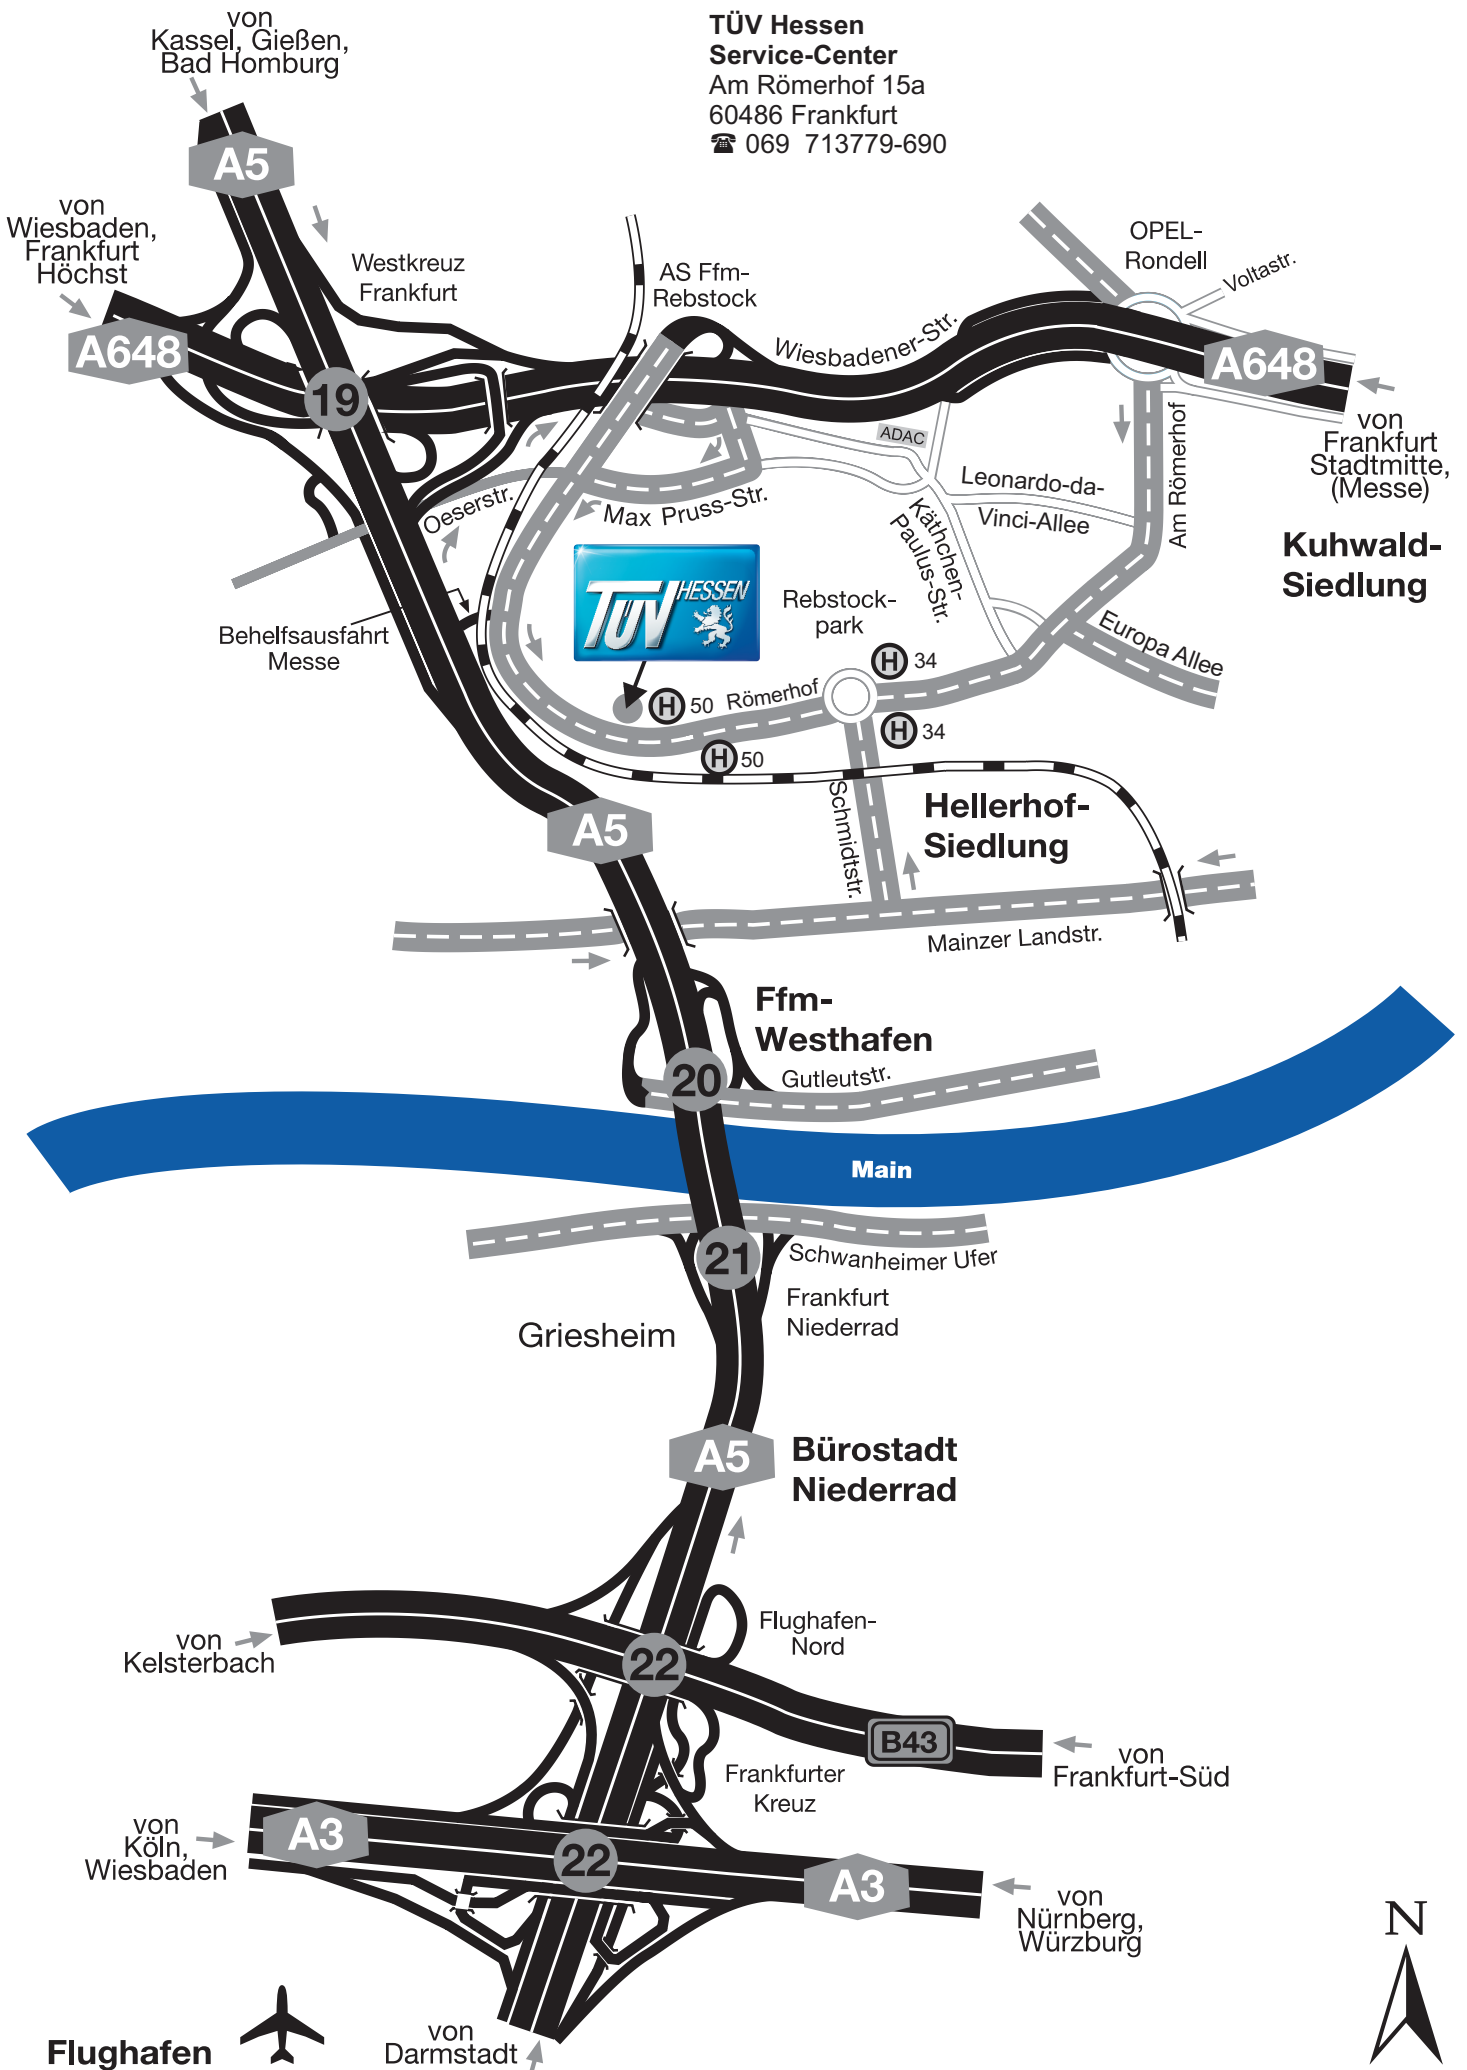 von
Kassel, Gießen,
Bad Homburg
TÜV Hessen
Service-Center
Am Römerhof 15a
60486 Frankfurt
☎ 069 713779-690
A5
von
Wiesbaden,
Frankfurt
Höchst
Westkreuz
Frankfurt
AS Ffm-
Rebstock
OPEL-
Rondell
Voltastr.
Wiesbadener-Str.
A648
A648
19
von
Frankfurt
Stadtmitte,
(Messe)
ADAC
Am Römerhof
Leonardo-da-
Vinci-Allee
Oeserstr.
Max Pruss-Str.
Käthchen-
Paulus-Str.
Kuhwald-
Siedlung
TÜV HESSEN
Rebstock-
park
Behelfsausfahrt
Messe
Europa Allee
H 34
H 50
Römerhof
H 34
H 50
Schmidtstr.
Hellerhof-
Siedlung
A5
Mainzer Landstr.
Ffm-
Westhafen
20
Gutleutstr.
Main
21
Schwanheimer Ufer
Frankfurt
Niederrad
Griesheim
A5
Bürostadt
Niederrad
Flughafen-
Nord
von
Kelsterbach
22
B43
von
Frankfurt-Süd
Frankfurter
Kreuz
von
Köln,
Wiesbaden
A3
22
A3
von
Nürnberg,
Würzburg
N
Flughafen
von
Darmstadt